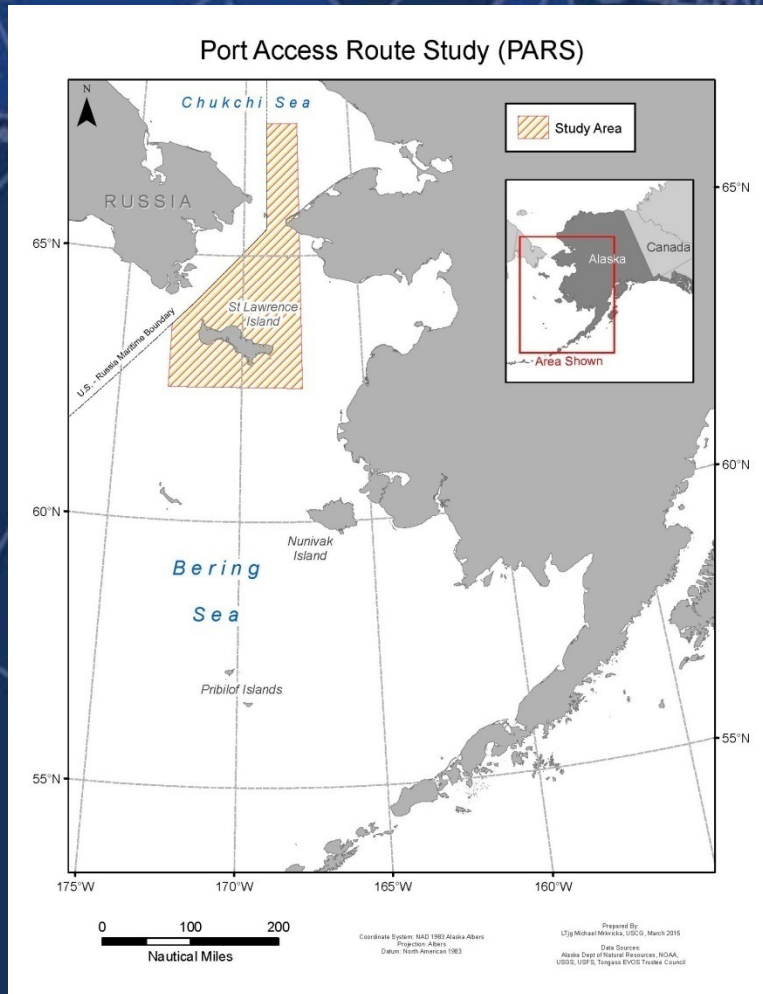 Port Access Route Study (PARS)
N
Chukchi Sea
Study Area
RUSSIA
65°N
65°N
Canada
Alaska
St Lawrence
Island
U.S. - Russia Maritime Boundary
Area Shown
60°N
60°N
Nunivak
Island
Bering
Sea
Pribilof Islands
55°N
55°N
175°W
170°W
165°W
160°W
0
100
200
Nautical Miles
Coordinate System: NAD 1983 Alaska Albers
Projection: Albers
Datum: North American 1983
Prepared By:
LTjg Michael Mrkvicka, USCG, March 2015
Data Sources:
Alaska Dept of Natural Resources, NOAA,
USGS, USFS, Tongass EVOS Trustee Council